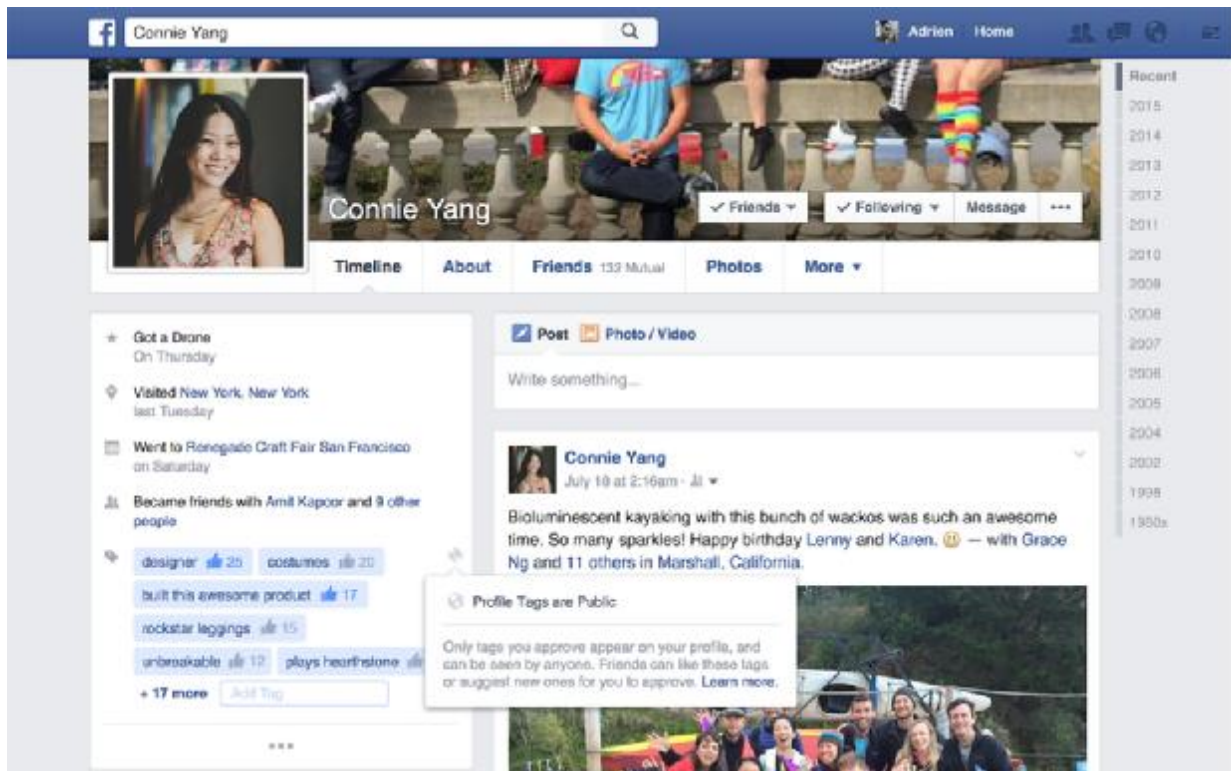 f Connie Yang
Adrien Home
Connie Yang
Friends
Following
Message
Timeline About Friends 132 Mutual Photos More
Recent
2015
2014
2013
2012
2011
2010
2009
2008
2007
2006
2005
2004
2002
1998
Got a Drone
On Thursday
Visited New York, New York
last Tuesday
Went to Renegade Craft Fair San Francisco
on Saturday
Became friends with Amit Kapoor and 9 other
people
designer 25 costumes 20
built this awesome product 17
rockstar leggings 15
unbreakable 12 plays hearthstone
+ 17 more Add Tag
Post Photo / Video
Write something...
Connie Yang
July 18 at 2:16am
Bioluminescent kayaking with this bunch of wackos was such an awesome
time. So many sparkles! Happy birthday Lenny and Karen. 😃 — with Grace
Ng and 11 others in Marshall, California.
Profile Tags are Public
Only tags you approve appear on your profile, and
can be seen by anyone. Friends can like these tags
or suggest new ones for you to approve. Learn more.